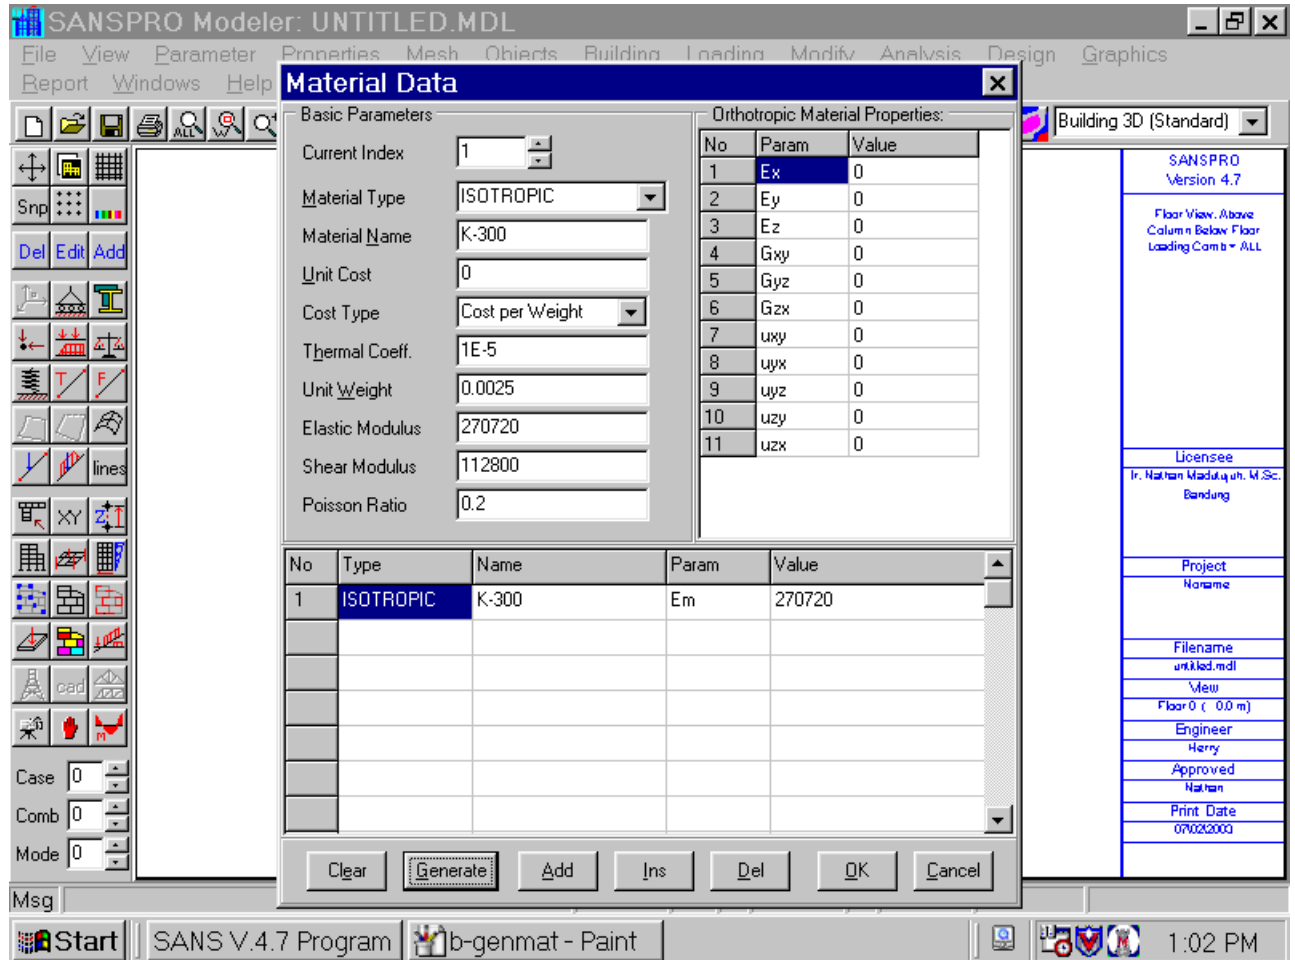 SANSPRO Modeler: UNTITLED.MDL
File View Parameter Properties Mesh Objects Building Loading Modify Analysis Design Graphics
Report Windows Help
Material Data
Building 3D (Standard)
Snp
Del Edit Add
T F
lines
XY Z
cad
M
Case 0
Comb 0
Mode 0
Basic Parameters
Current Index 1
Material Type ISOTROPIC
Material Name K-300
Unit Cost 0
Cost Type Cost per Weight
Thermal Coeff. 1E-5
Unit Weight 0.0025
Elastic Modulus 270720
Shear Modulus 112800
Poisson Ratio 0.2
Orthotropic Material Properties:
No Param Value
1 Ex 0
2 Ey 0
3 Ez 0
4 Gxy 0
5 Gyz 0
6 Gzx 0
7 uxy 0
8 uyx 0
9 uyz 0
10 uzy 0
11 uzx 0
No Type Name Param Value
1 ISOTROPIC K-300 Em 270720
Clear Generate Add Ins Del OK Cancel
SANSPRO
Version 4.7
Floor View. Above
Column Below Floor
Loading Comb = ALL
Licensee
Ir. Nathan Madutujuh. M.Sc.
Bandung
Project
Noname
Filename
untitled.mdl
View
Floor 0 ( 0.0 m)
Engineer
Herry
Approved
Nathan
Print Date
07/02/2003
Msg
Start SANS V.4.7 Program b-genmat - Paint 1:02 PM